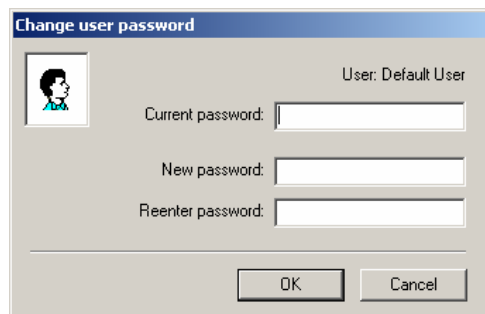 Change user password
User: Default User
Current password:
New password:
Reenter password:
OK
Cancel